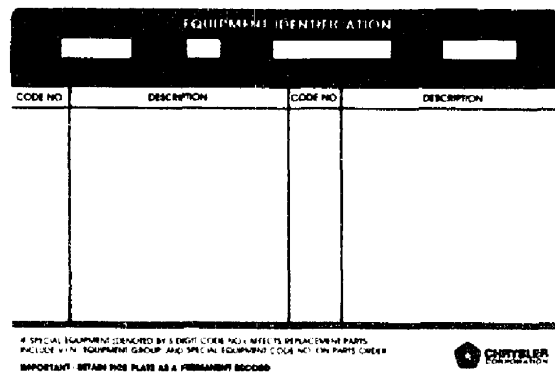 EQUIPMENT IDENTIFICATION
CODE NO DESCRIPTION CODE NO DESCRIPTION
IF SPECIAL EQUIPMENT (DENOTED BY 5 DIGIT CODE NO.) AFFECTS REPLACEMENT PARTS
INCLUDE V.I.N. EQUIPMENT GROUP AND SPECIAL EQUIPMENT CODE NO. ON PARTS ORDER
IMPORTANT - RETAIN THIS PLATE AS A PERMANENT RECORD
CHRYSLER
CORPORATION